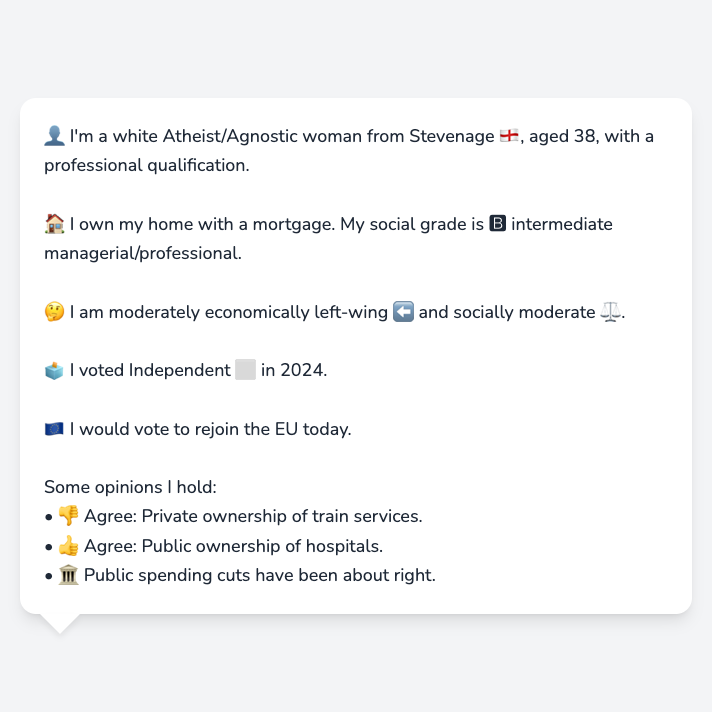 👤 I'm a white Atheist/Agnostic woman from Stevenage 🏴󠁧󠁢󠁥󠁮󠁧󠁿, aged 38, with a
professional qualification.
🏠 I own my home with a mortgage. My social grade is 🅱 intermediate
managerial/professional.
🤔 I am moderately economically left-wing ⬅️ and socially moderate ⚖️.
🗳️ I voted Independent ⬜ in 2024.
🇪🇺 I would vote to rejoin the EU today.
Some opinions I hold:
• 👎 Agree: Private ownership of train services.
• 👍 Agree: Public ownership of hospitals.
• 🏛️ Public spending cuts have been about right.